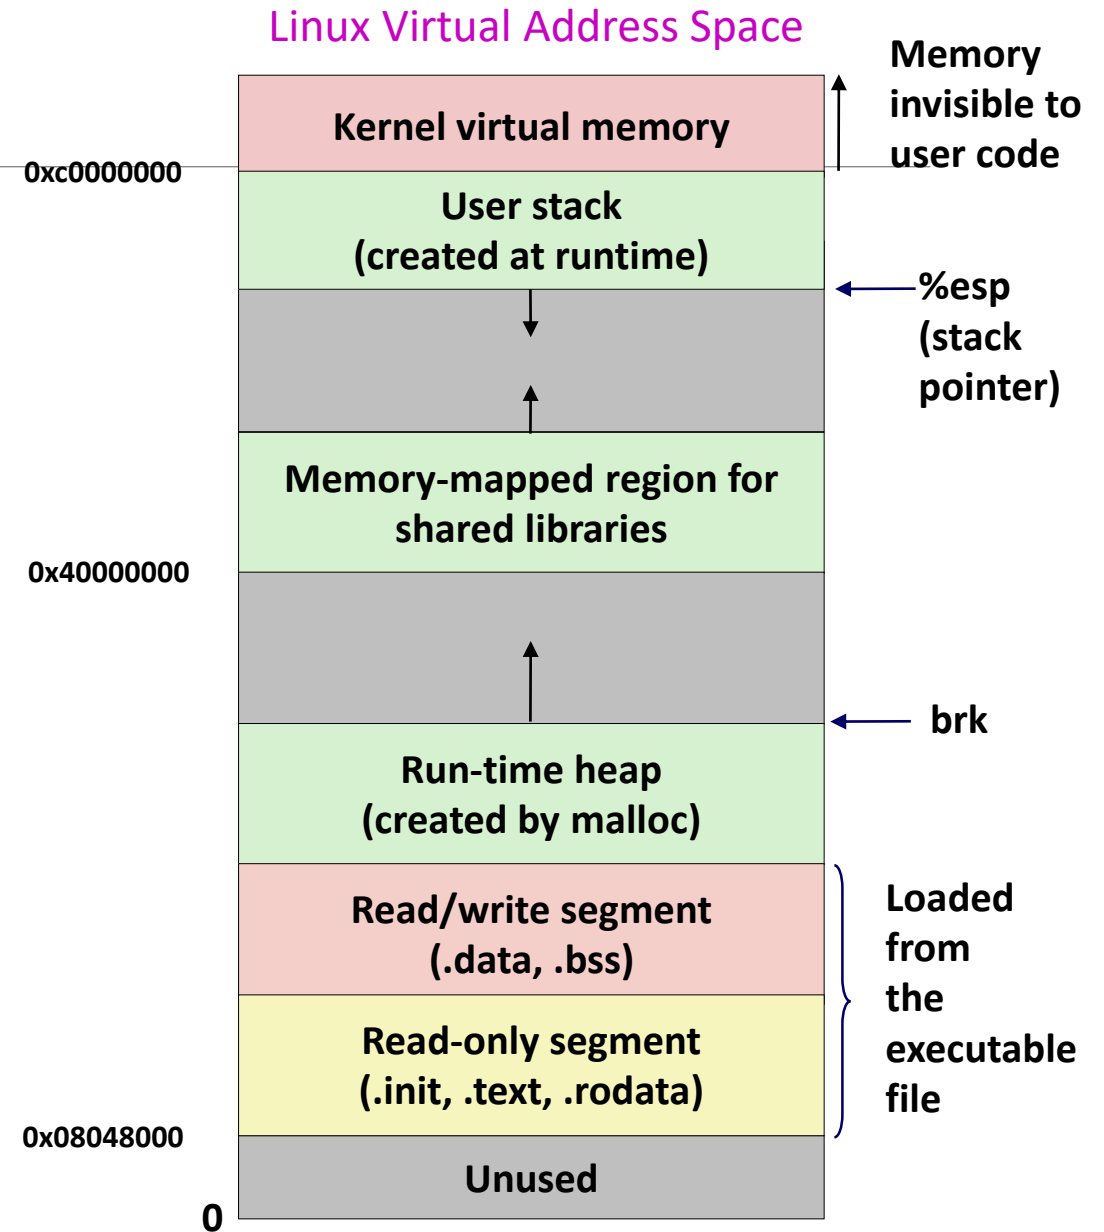 Linux Virtual Address Space
Memory
invisible to
user code
Kernel virtual memory
0xc0000000
User stack
(created at runtime)
%esp
(stack
pointer)
Memory-mapped region for
shared libraries
0x40000000
brk
Run-time heap
(created by malloc)
Read/write segment
(.data, .bss)
Loaded
from
the
executable
file
Read-only segment
(.init, .text, .rodata)
0x08048000
Unused
0